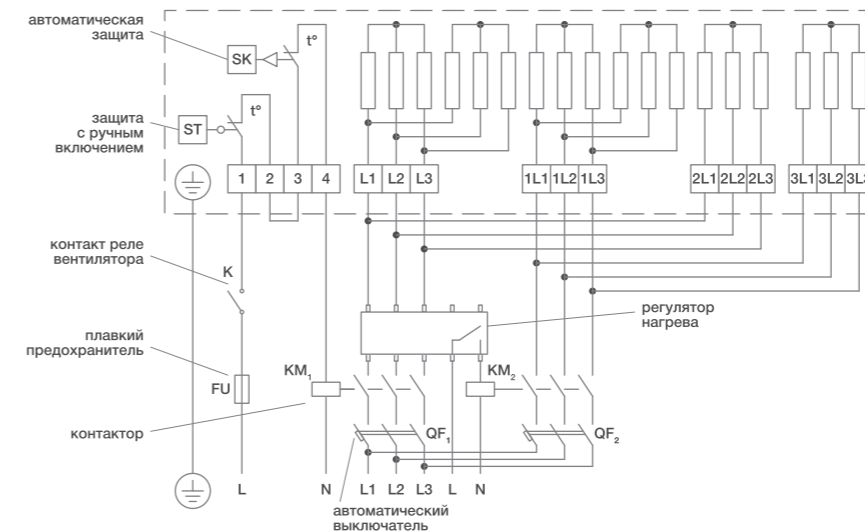 автоматическая
защита
SK
t°
защита
с ручным
включением
ST
t°
1 2 3 4 L1 L2 L3 1L1 1L2 1L3 2L1 2L2 2L3 3L1 3L2
контакт реле
вентилятора
K
регулятор
нагрева
плавкий
предохранитель
FU
KM₁
KM₂
контактор
QF₁
QF₂
L N L1 L2 L3 L N
автоматический
выключатель